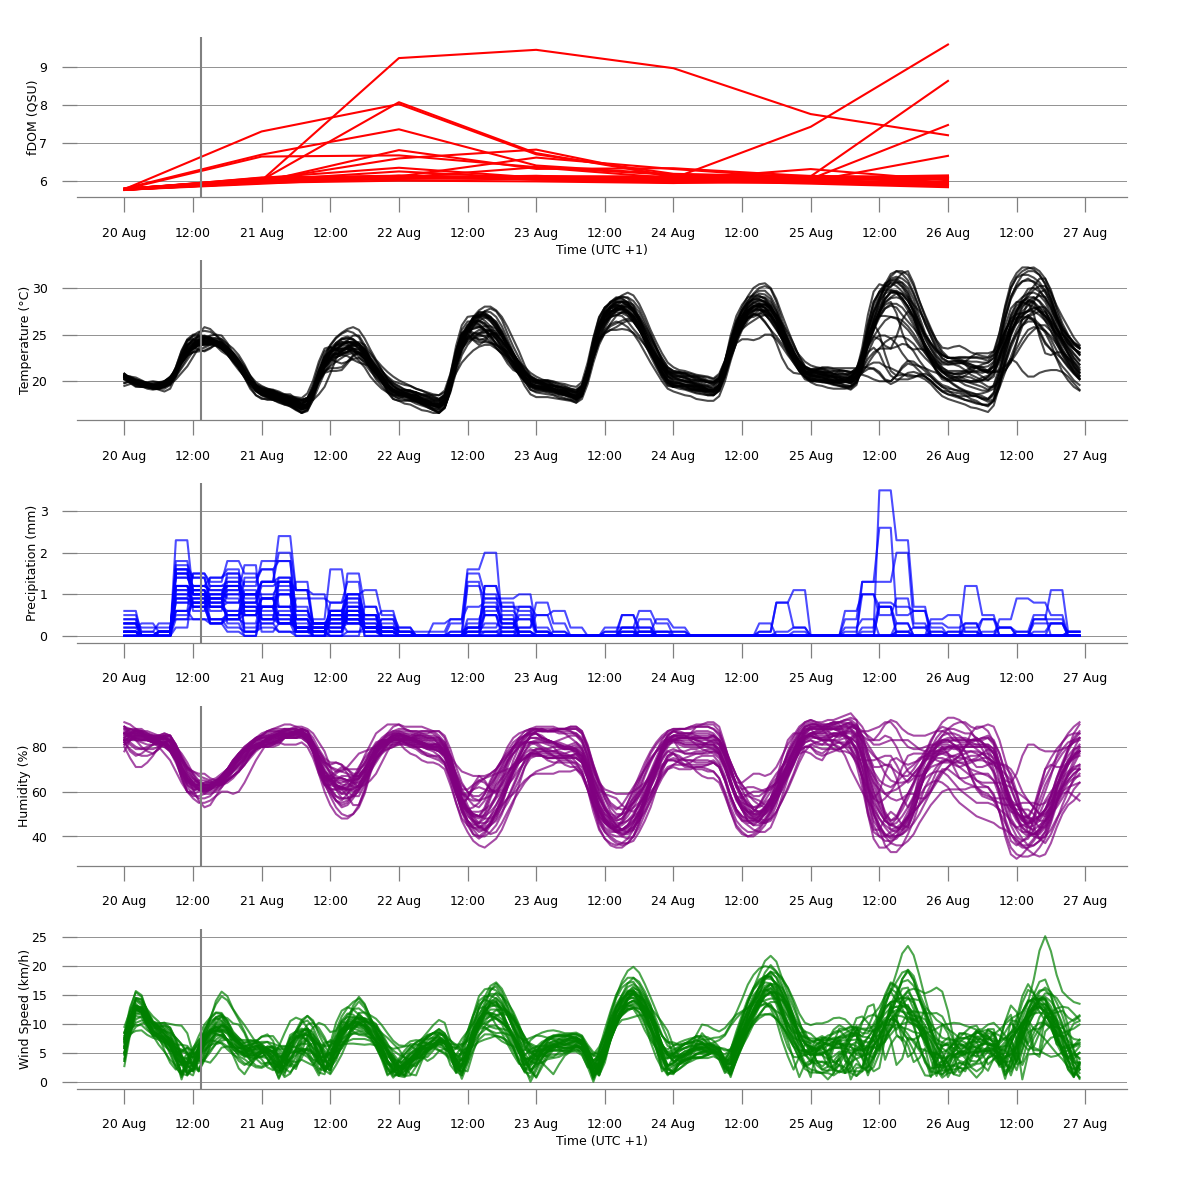 fDOM (QSU)
9
8
7
6
20 Aug 12:00 21 Aug 12:00 22 Aug 12:00 23 Aug 12:00 24 Aug 12:00 25 Aug 12:00 26 Aug 12:00 27 Aug
Time (UTC +1)
Temperature (°C)
30
25
20
20 Aug 12:00 21 Aug 12:00 22 Aug 12:00 23 Aug 12:00 24 Aug 12:00 25 Aug 12:00 26 Aug 12:00 27 Aug
Precipitation (mm)
3
2
1
0
20 Aug 12:00 21 Aug 12:00 22 Aug 12:00 23 Aug 12:00 24 Aug 12:00 25 Aug 12:00 26 Aug 12:00 27 Aug
Humidity (%)
80
60
40
20 Aug 12:00 21 Aug 12:00 22 Aug 12:00 23 Aug 12:00 24 Aug 12:00 25 Aug 12:00 26 Aug 12:00 27 Aug
Wind Speed (km/h)
25
20
15
10
5
0
20 Aug 12:00 21 Aug 12:00 22 Aug 12:00 23 Aug 12:00 24 Aug 12:00 25 Aug 12:00 26 Aug 12:00 27 Aug
Time (UTC +1)